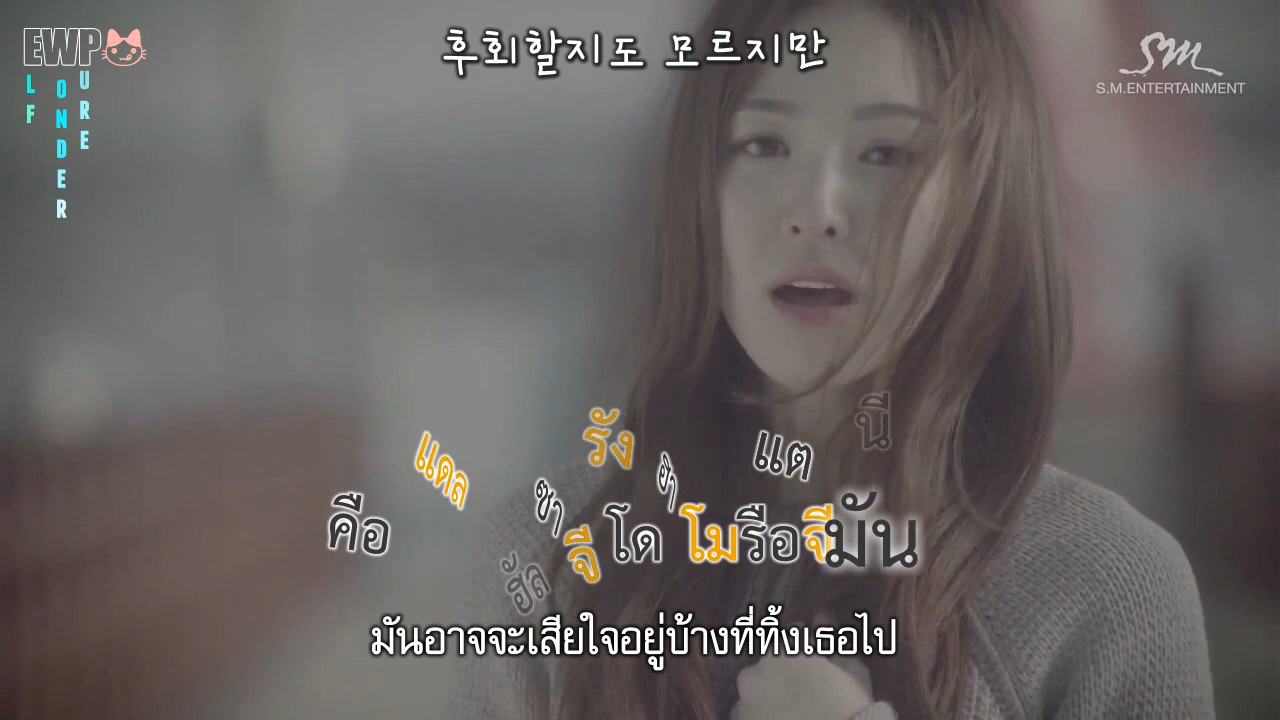 EWP
LF
ONDER
URE
후회할지도 모르지만
SM
S.M.ENTERTAINMENT
แดล
รัง
แต
นี
คือ
ซา
ฮา
ฮัล
จี
โด
โมรือจีมัน
มันอาจจะเสียใจอยู่บ้างที่ทิ้งเธอไป